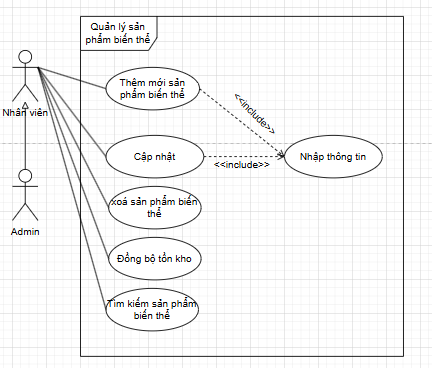 Quản lý sản
phẩm biến thể
Thêm mới sản
phẩm biến thể
<<include>>
Nhân viên
Cập nhật
<<include>>
Nhập thông tin
xoá sản phẩm biến
thể
Admin
Đồng bộ tồn kho
Tìm kiếm sản phẩm
biến thể